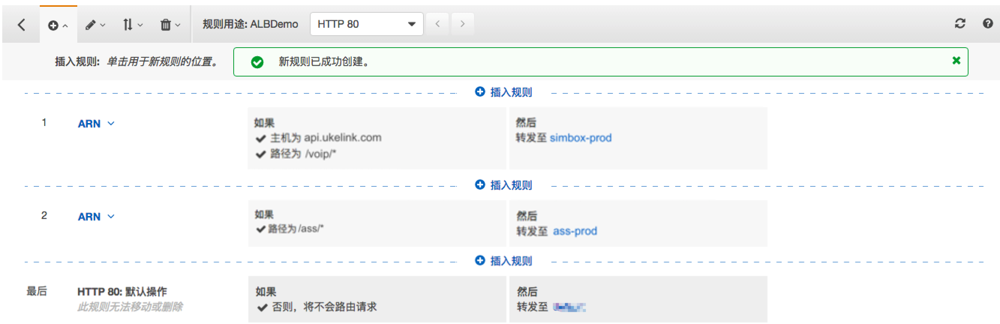 规则用途: ALBDemo HTTP 80
插入规则: 单击用于新规则的位置。 新规则已成功创建。
插入规则
1 ARN 如果 然后
主机为 api.ukelink.com 转发至 simbox-prod
路径为 /voip/*
插入规则
2 ARN 如果 然后
路径为 /ass/* 转发至 ass-prod
插入规则
最后 HTTP 80: 默认操作 如果 然后
此规则无法移动或删除 否则，将不会路由请求 转发至